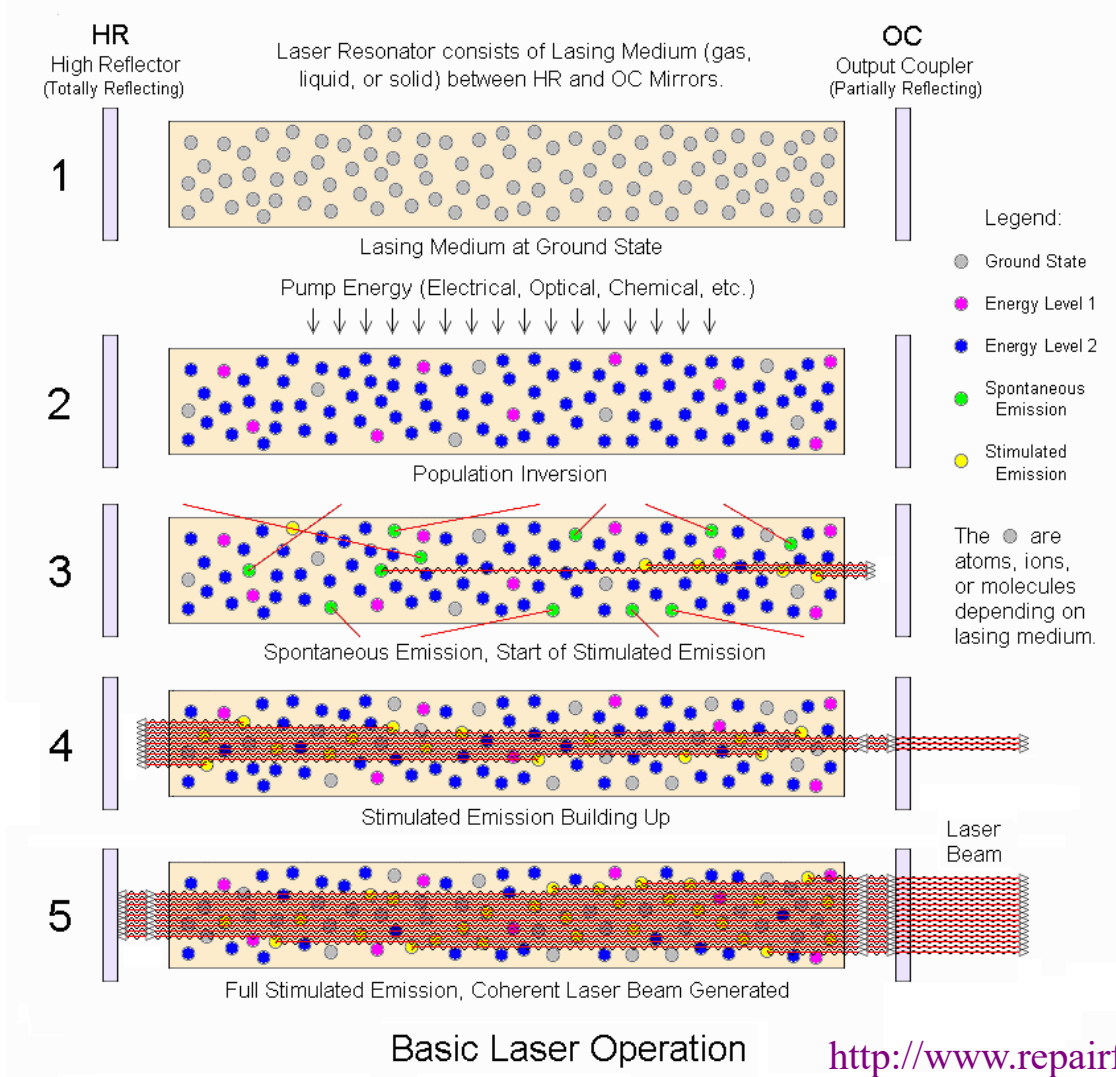 HR
High Reflector
(Totally Reflecting)
Laser Resonator consists of Lasing Medium (gas,
liquid, or solid) between HR and OC Mirrors.
OC
Output Coupler
(Partially Reflecting)
1
Lasing Medium at Ground State
Legend:
Ground State
Energy Level 1
Energy Level 2
Spontaneous
Emission
Stimulated
Emission
Pump Energy (Electrical, Optical, Chemical, etc.)
2
Population Inversion
3
The are
atoms, ions,
or molecules
depending on
lasing medium.
Spontaneous Emission, Start of Stimulated Emission
4
Stimulated Emission Building Up
Laser
Beam
5
Full Stimulated Emission, Coherent Laser Beam Generated
Basic Laser Operation
http://www.repairf